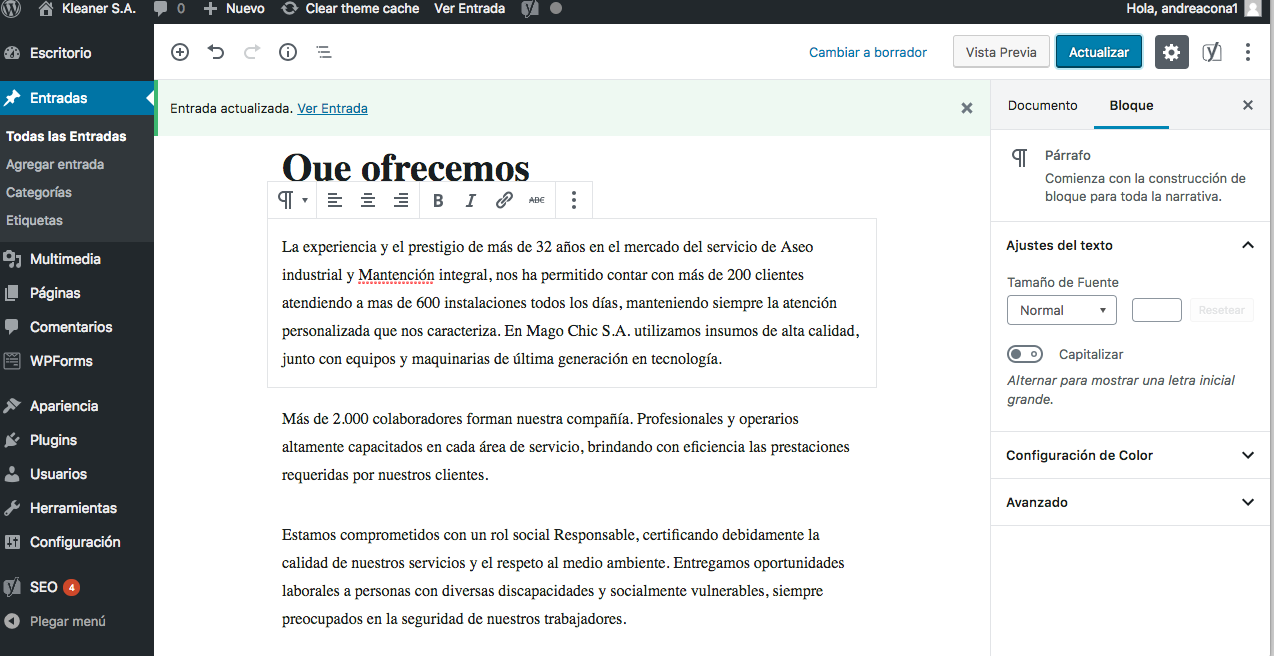 Kleaner S.A. 0 Nuevo Clear theme cache Ver Entrada Hola, andreacona1
Escritorio
Entradas
Todas las Entradas
Agregar entrada
Categorías
Etiquetas
Multimedia
Páginas
Comentarios
WPForms
Apariencia
Plugins
Usuarios
Herramientas
Configuración
SEO 4
Plegar menú
Cambiar a borrador Vista Previa Actualizar
Entrada actualizada. Ver Entrada
Que ofrecemos
B I ABC
La experiencia y el prestigio de más de 32 años en el mercado del servicio de Aseo
industrial y Mantención integral, nos ha permitido contar con más de 200 clientes
atendiendo a mas de 600 instalaciones todos los días, manteniendo siempre la atención
personalizada que nos caracteriza. En Mago Chic S.A. utilizamos insumos de alta calidad,
junto con equipos y maquinarias de última generación en tecnología.
Más de 2.000 colaboradores forman nuestra compañía. Profesionales y operarios
altamente capacitados en cada área de servicio, brindando con eficiencia las prestaciones
requeridas por nuestros clientes.
Estamos comprometidos con un rol social Responsable, certificando debidamente la
calidad de nuestros servicios y el respeto al medio ambiente. Entregamos oportunidades
laborales a personas con diversas discapacidades y socialmente vulnerables, siempre
preocupados en la seguridad de nuestros trabajadores.
Documento Bloque
Párrafo
Comienza con la construcción de
bloque para toda la narrativa.
Ajustes del texto
Tamaño de Fuente
Normal Resetear
Capitalizar
Alternar para mostrar una letra inicial
grande.
Configuración de Color
Avanzado